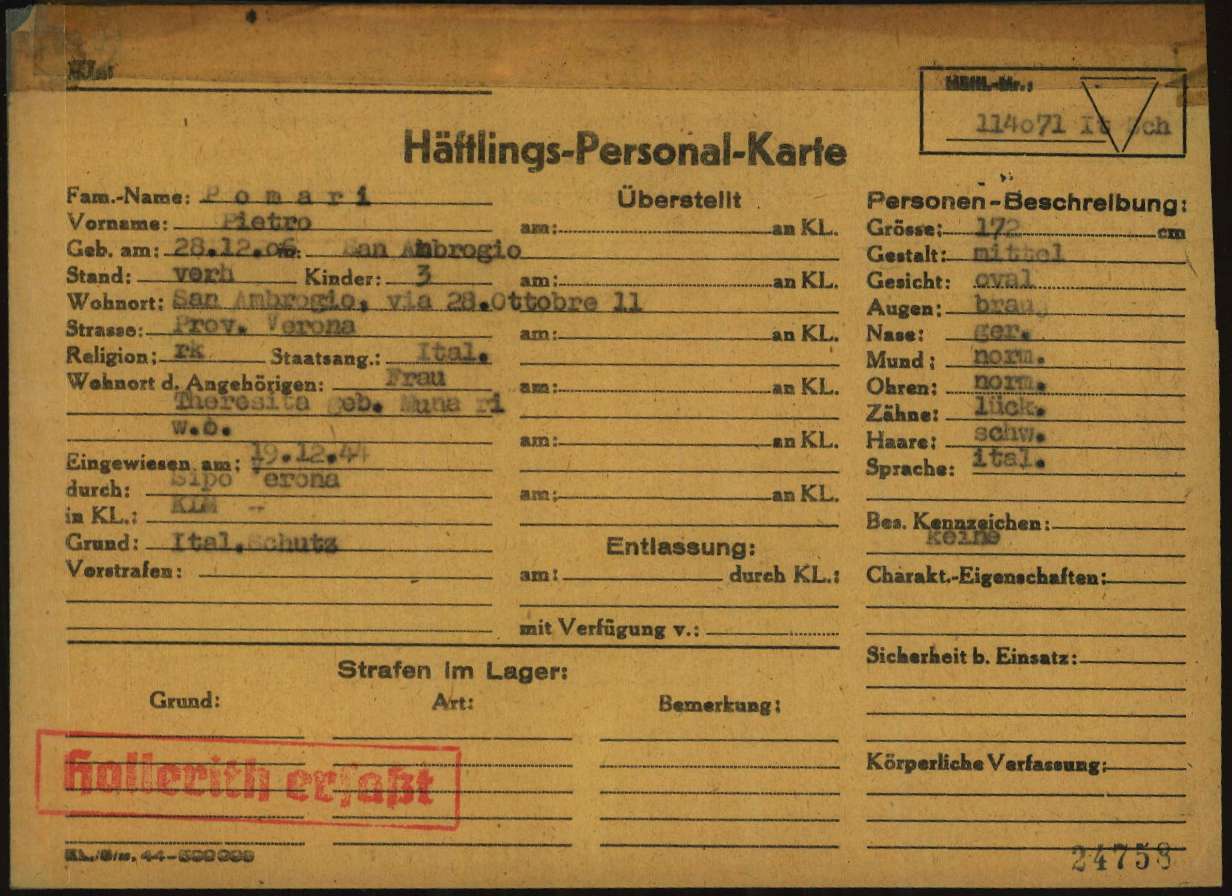 Häftl.-Nr.:
114o71 It Sch
Häftlings-Personal-Karte
Fam.-Name: Pomari
Vorname: Pietro
Geb. am: 28.12.06 San Ambrogio
Stand: verh Kinder: 3
Wohnort: San Ambrogio, via 28.Ottobre 11
Strasse: Prov. Verona
Religion: rk Staatsang.: Ital.
Wohnort d. Angehörigen: Frau
Theresita geb. Munari
w.o.
Eingewiesen am: 19.12.44
durch: Sipo Verona
in KL.: KLM -
Grund: Ital.Schutz
Vorstrafen:
Überstellt
am: an KL.
am: an KL.
am: an KL.
am: an KL.
am: an KL.
am: an KL.
Entlassung:
am: durch KL.:
mit Verfügung v.:
Personen-Beschreibung:
Grösse: 172 cm
Gestalt: mittel
Gesicht: oval
Augen: braun
Nase: ger.
Mund: norm.
Ohren: norm.
Zähne: lück.
Haare: schw.
Sprache: ital.
Bes. Kennzeichen:
keine
Charakt.-Eigenschaften:
Sicherheit b. Einsatz:
Körperliche Verfassung:
Strafen im Lager:
Grund: Art: Bemerkung:
Hollerith erfaßt
24758